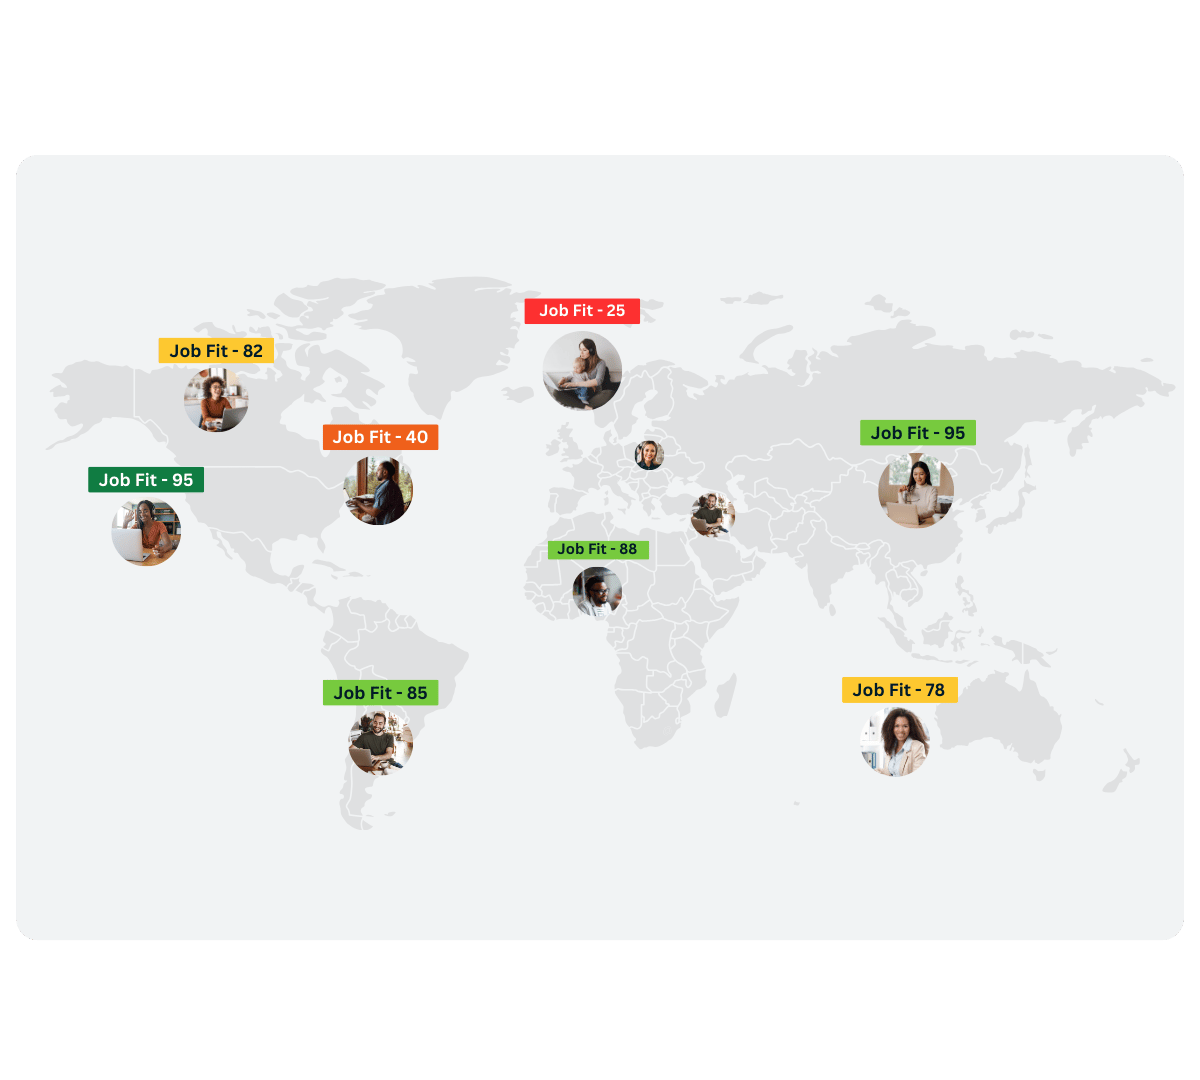 Job Fit - 25
Job Fit - 82
Job Fit - 40
Job Fit - 95
Job Fit - 95
Job Fit - 88
Job Fit - 85
Job Fit - 78